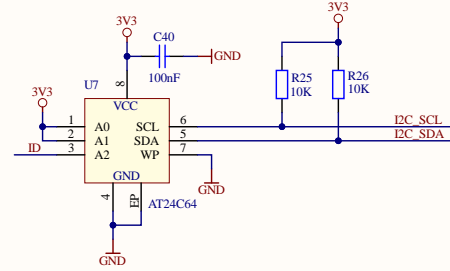 3V3
3V3
C40
GND
100nF
U7
8
R25
10K
R26
10K
3V3
VCC
1
A0
SCL
6
I2C_SCL
2
A1
SDA
5
I2C_SDA
ID
3
A2
WP
7
GND
GND
4
EP
AT24C64
GND